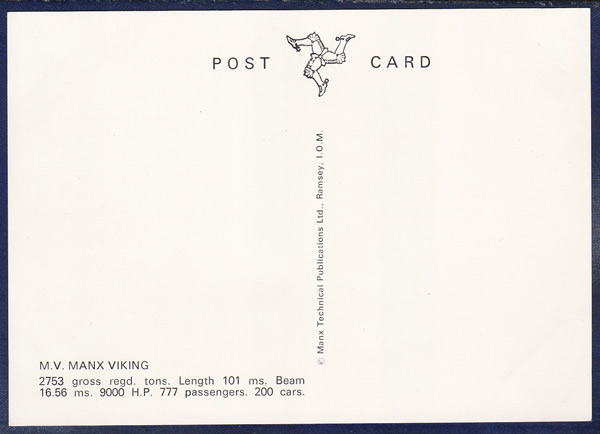 POST CARD
© Manx Technical Publications Ltd., Ramsey, I.O.M.
M.V. MANX VIKING
2753 gross regd. tons. Length 101 ms. Beam
16.56 ms. 9000 H.P. 777 passengers. 200 cars.